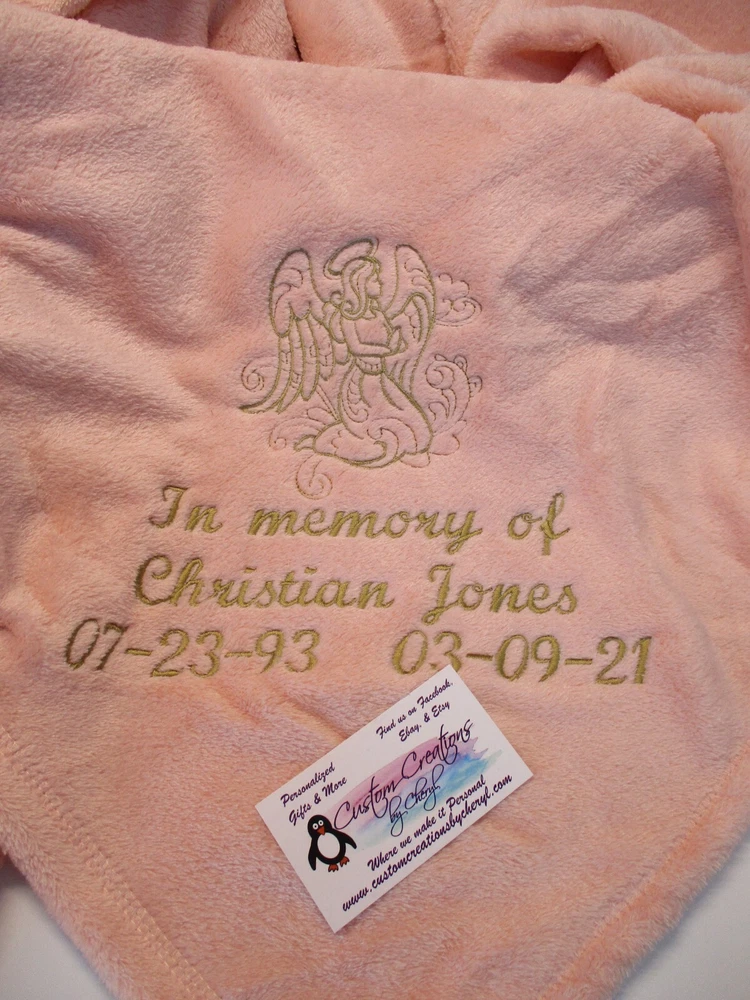 In memory of
Christian Jones
07-23-93 03-09-21
Find us on Facebook,
Ebay, & Etsy
Personalized
Gifts & More
Custom Creations
by Cheryl
Where we make it Personal
www.customcreationsbycheryl.com